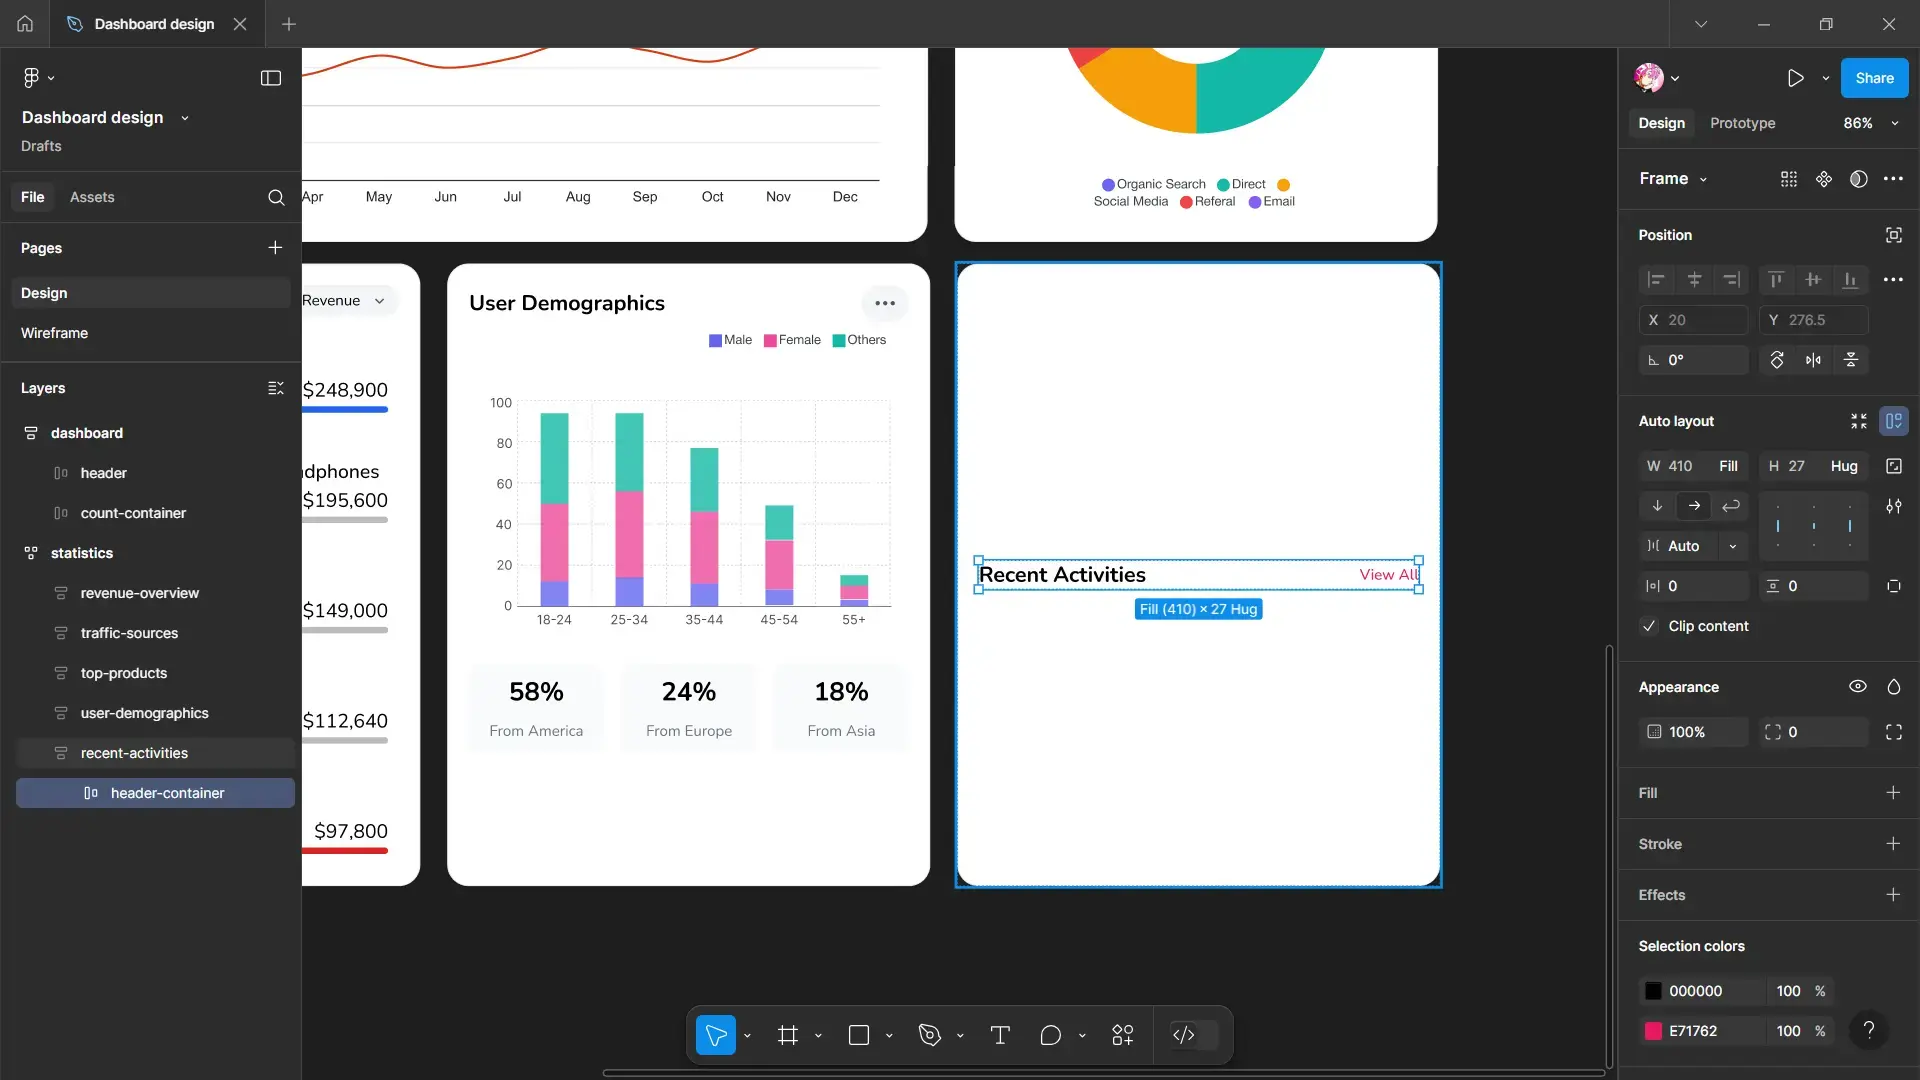 Dashboard design
Dashboard design
Drafts
File
Assets
Pages
Design
Wireframe
Layers
dashboard
header
count-container
statistics
revenue-overview
traffic-sources
top-products
user-demographics
recent-activities
header-container
Apr
May
Jun
Jul
Aug
Sep
Oct
Nov
Dec
Organic Search
Direct
Social Media
Referal
Email
Revenue
$248,900
dphones
$195,600
$149,000
$112,640
$97,800
User Demographics
Male
Female
Others
100
80
60
40
20
0
18-24
25-34
35-44
45-54
55+
58%
From America
24%
From Europe
18%
From Asia
Recent Activities
View All
Fill (410) × 27 Hug
Share
Design
Prototype
86%
Frame
Position
X 20
Y 276.5
0°
Auto layout
W 410 Fill
H 27 Hug
Auto
0
0
Clip content
Appearance
100%
0
Fill
Stroke
Effects
Selection colors
000000 100 %
E71762 100 %
?